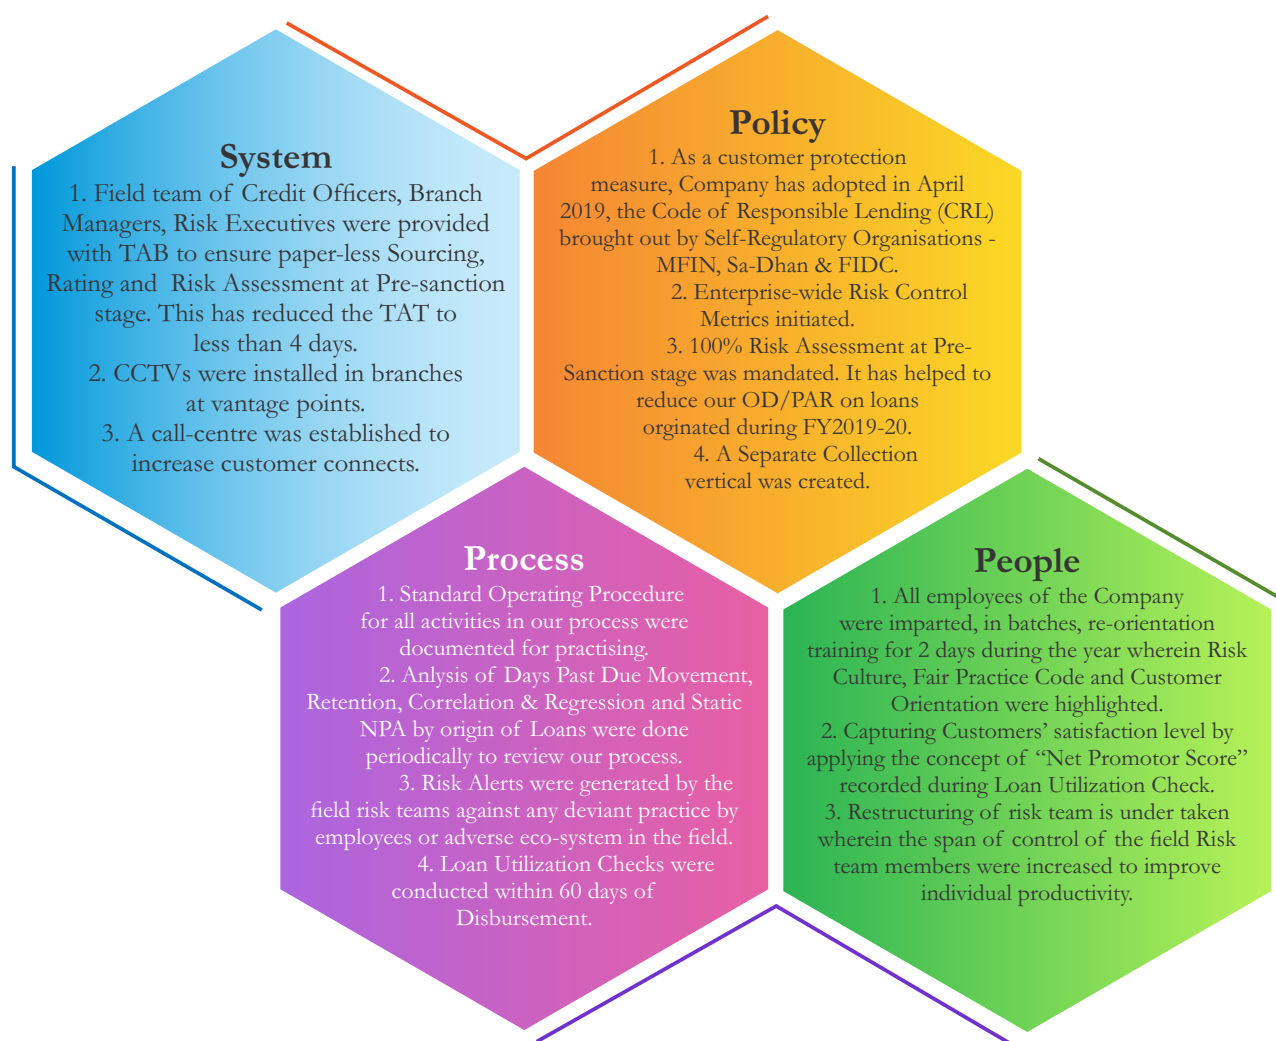 System
1. Field team of Credit Officers, Branch
Managers, Risk Executives were provided
with TAB to ensure paper-less Sourcing,
Rating and Risk Assessment at Pre-sanction
stage. This has reduced the TAT to
less than 4 days.
2. CCTVs were installed in branches
at vantage points.
3. A call-centre was established to
increase customer connects.
Policy
1. As a customer protection
measure, Company has adopted in April
2019, the Code of Responsible Lending (CRL)
brought out by Self-Regulatory Organisations -
MFIN, Sa-Dhan & FIDC.
2. Enterprise-wide Risk Control
Metrics initiated.
3. 100% Risk Assessment at Pre-
Sanction stage was mandated. It has helped to
reduce our OD/PAR on loans
orginated during FY2019-20.
4. A Separate Collection
vertical was created.
Process
1. Standard Operating Procedure
for all activities in our process were
documented for practising.
2. Anlysis of Days Past Due Movement,
Retention, Correlation & Regression and Static
NPA by origin of Loans were done
periodically to review our process.
3. Risk Alerts were generated by the
field risk teams against any deviant practice by
employees or adverse eco-system in the field.
4. Loan Utilization Checks were
conducted within 60 days of
Disbursement.
People
1. All employees of the Company
were imparted, in batches, re-orientation
training for 2 days during the year wherein Risk
Culture, Fair Practice Code and Customer
Orientation were highlighted.
2. Capturing Customers’ satisfaction level by
applying the concept of “Net Promotor Score”
recorded during Loan Utilization Check.
3. Restructuring of risk team is under taken
wherein the span of control of the field Risk
team members were increased to improve
individual productivity.